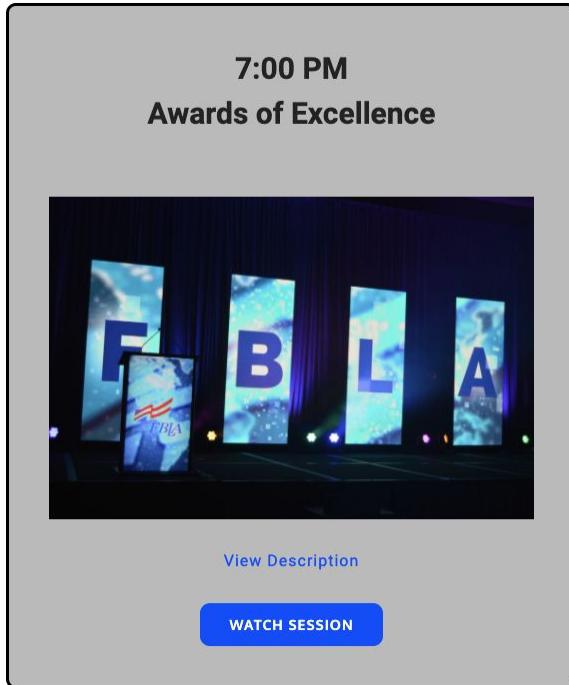 7:00 PM
Awards of Excellence
F B L A
FBLA
View Description
WATCH SESSION